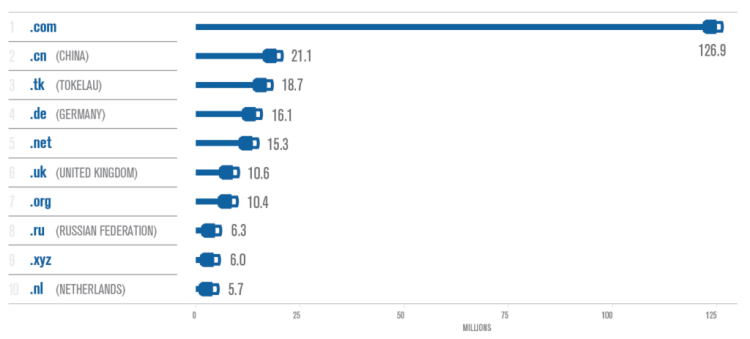 1 .com 126.9
2 .cn (CHINA) 21.1
3 .tk (TOKELAU) 18.7
4 .de (GERMANY) 16.1
5 .net 15.3
6 .uk (UNITED KINGDOM) 10.6
7 .org 10.4
8 .ru (RUSSIAN FEDERATION) 6.3
9 .xyz 6.0
10 .nl (NETHERLANDS) 5.7
0 25 50 75 100 125
MILLIONS